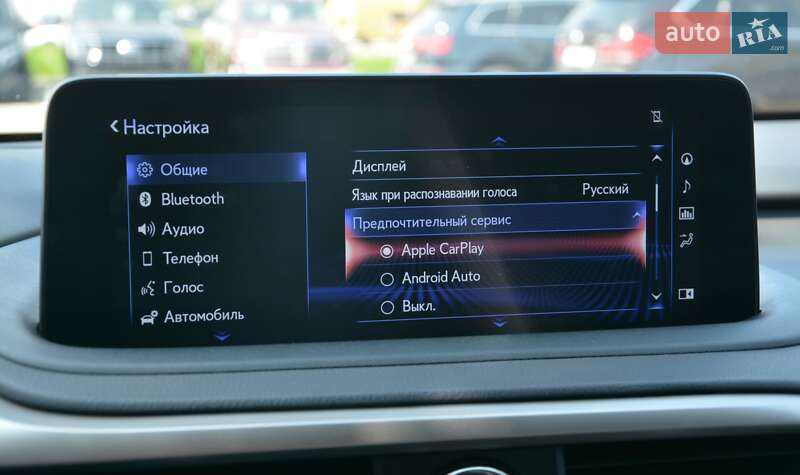 auto RIA
.com
Настройка
Общие
Bluetooth
Аудио
Телефон
Голос
Автомобиль
Дисплей
Язык при распознавании голоса Русский
Предпочтительный сервис
Apple CarPlay
Android Auto
Выкл.